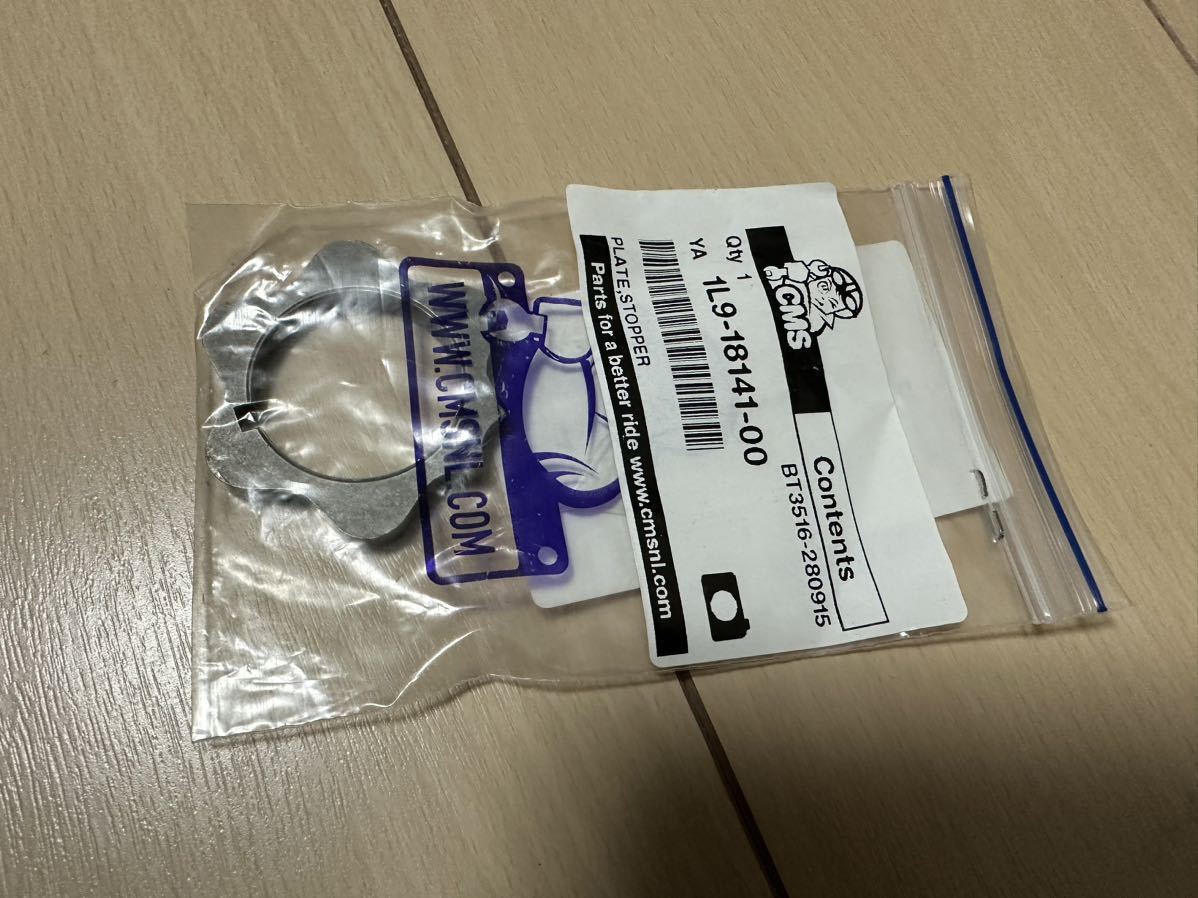 CMS
Contents
BT3516-280915
Qty 1
YA 1L9-18141-00
PLATE,STOPPER
Parts for a better ride www.cmsnl.com
WWW.CMSNL.COM